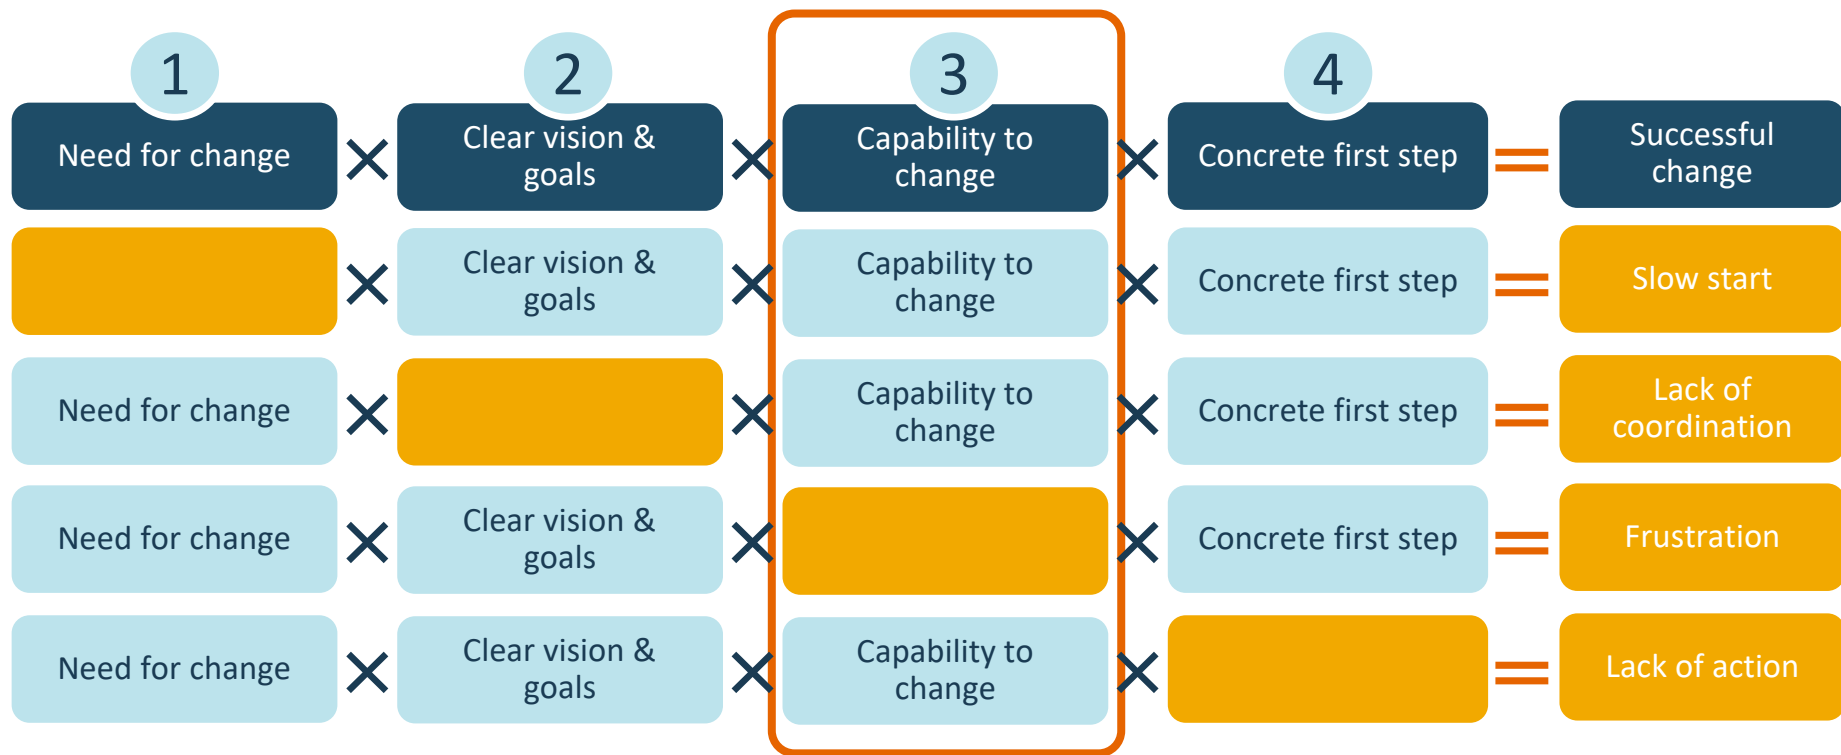 1
2
3
4
Need for change × Clear vision & goals × Capability to change × Concrete first step = Successful change
× Clear vision & goals × Capability to change × Concrete first step = Slow start
Need for change × × Capability to change × Concrete first step = Lack of coordination
Need for change × Clear vision & goals × × Concrete first step = Frustration
Need for change × Clear vision & goals × Capability to change × = Lack of action